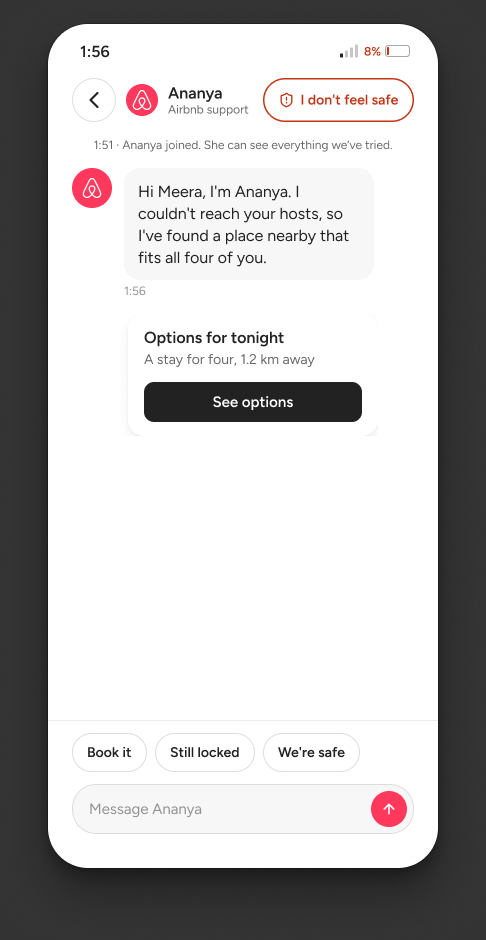 1:56
8%
Ananya
Airbnb support
I don't feel safe
1:51 · Ananya joined. She can see everything we've tried.
Hi Meera, I'm Ananya. I
couldn't reach your hosts, so
I've found a place nearby that
fits all four of you.
1:56
Options for tonight
A stay for four, 1.2 km away
See options
Book it
Still locked
We're safe
Message Ananya